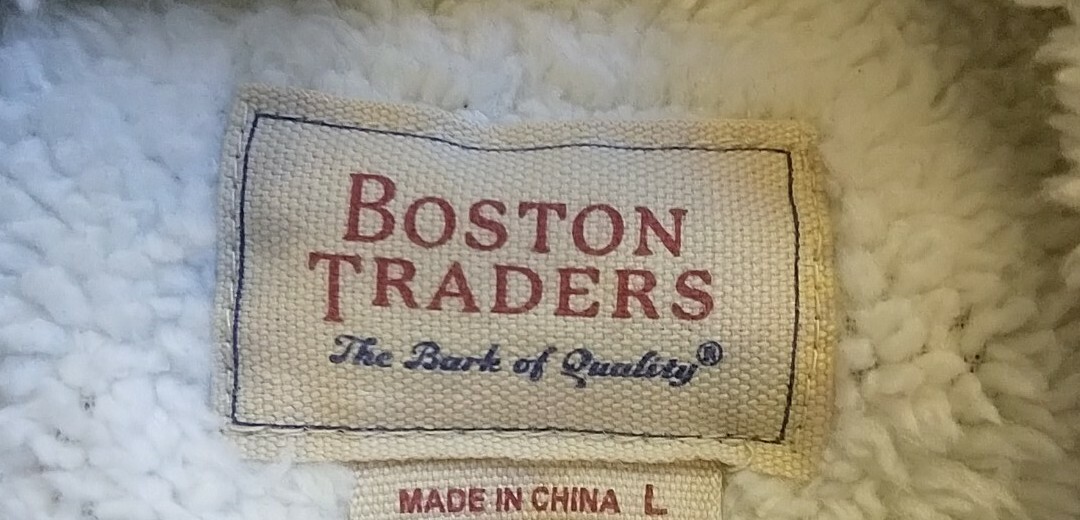 BOSTON
TRADERS
The Bark of Quality®
MADE IN CHINA L